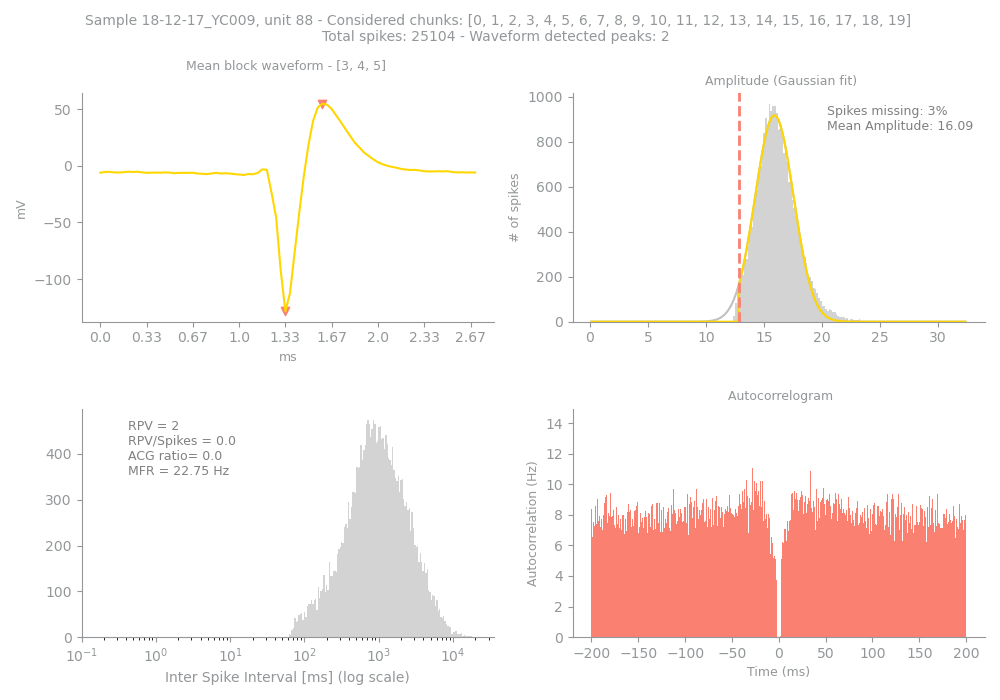 Sample 18-12-17_YC009, unit 88 - Considered chunks: [0, 1, 2, 3, 4, 5, 6, 7, 8, 9, 10, 11, 12, 13, 14, 15, 16, 17, 18, 19]
Total spikes: 25104 - Waveform detected peaks: 2
Mean block waveform - [3, 4, 5]
50
0
−50
−100
mV
0.0 0.33 0.67 1.0 1.33 1.67 2.0 2.33 2.67
ms
Amplitude (Gaussian fit)
Spikes missing: 3%
Mean Amplitude: 16.09
1000
800
600
400
200
0
# of spikes
0 5 10 15 20 25 30
RPV = 2
RPV/Spikes = 0.0
ACG ratio= 0.0
MFR = 22.75 Hz
400
300
200
100
0
10⁻¹ 10⁰ 10¹ 10² 10³ 10⁴
Inter Spike Interval [ms] (log scale)
Autocorrelogram
14
12
10
8
6
4
2
0
Autocorrelation (Hz)
−200 −150 −100 −50 0 50 100 150 200
Time (ms)